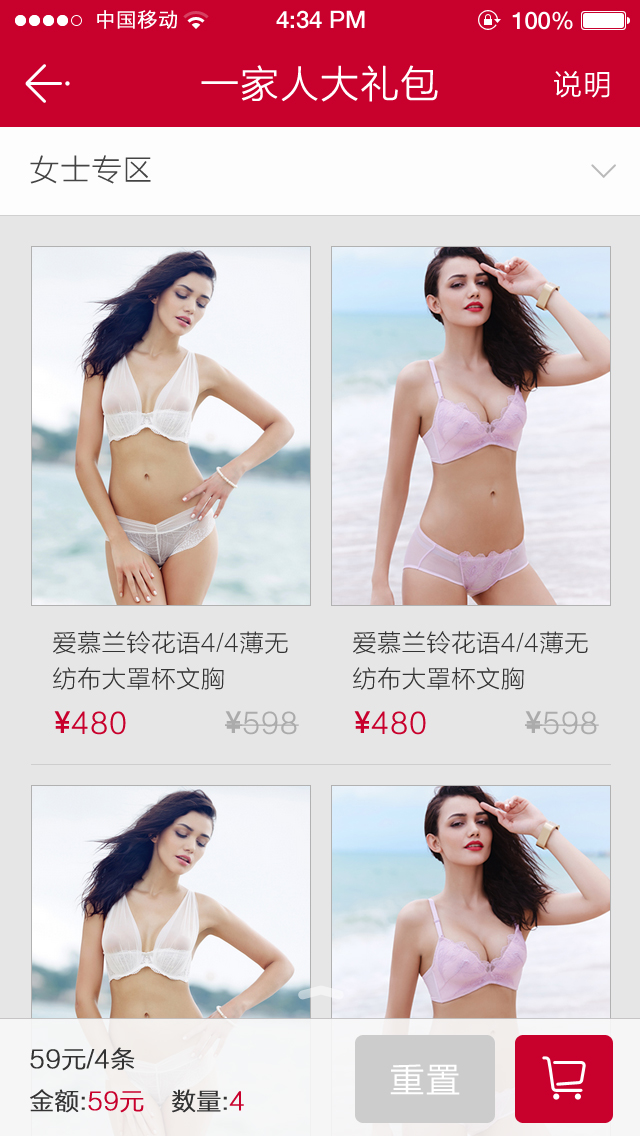 中国移动 4:34 PM 100%
一家人大礼包 说明
女士专区
爱慕兰铃花语4/4薄无
纺布大罩杯文胸
¥480 ¥598
爱慕兰铃花语4/4薄无
纺布大罩杯文胸
¥480 ¥598
59元/4条
金额:59元 数量:4
重置